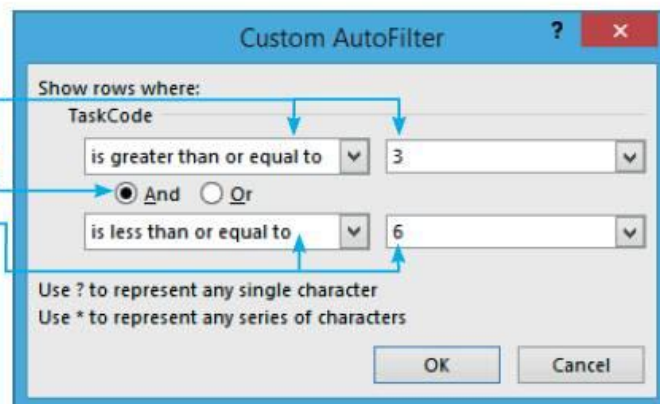 Custom AutoFilter ?
Show rows where:
TaskCode
is greater than or equal to 3
And Or
is less than or equal to 6
Use ? to represent any single character
Use * to represent any series of characters
OK Cancel